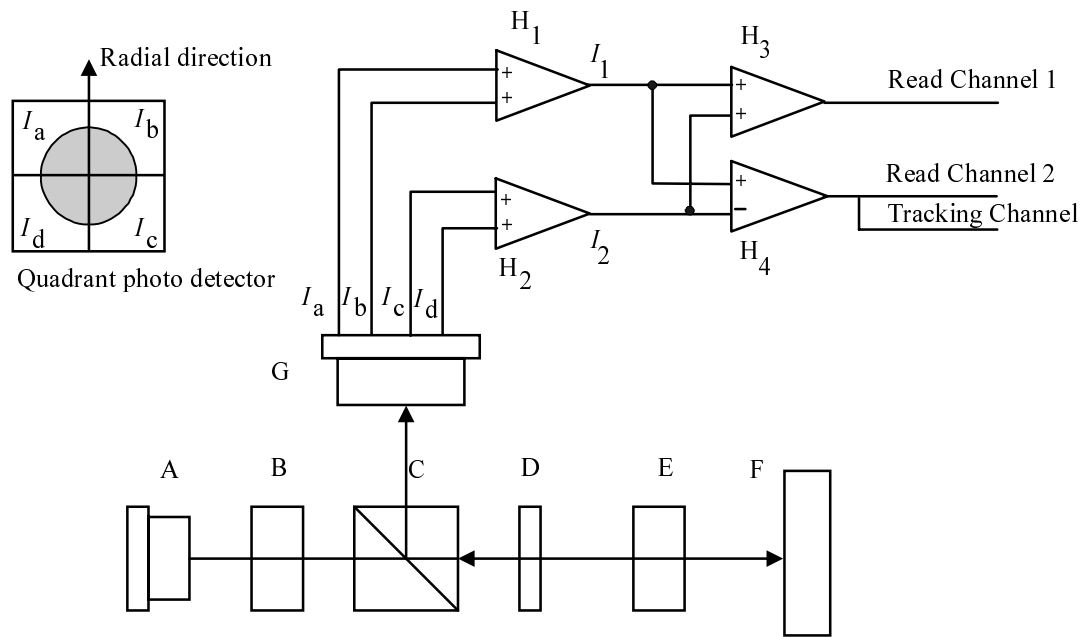 H1
I1
H3
Read Channel 1
Radial direction
Ia Ib
Id Ic
Quadrant photo detector
Read Channel 2
Tracking Channel
H4
I2
H2
Ia Ib Ic Id
G
A B C D E F
+
+
+
+
+
+
+
−